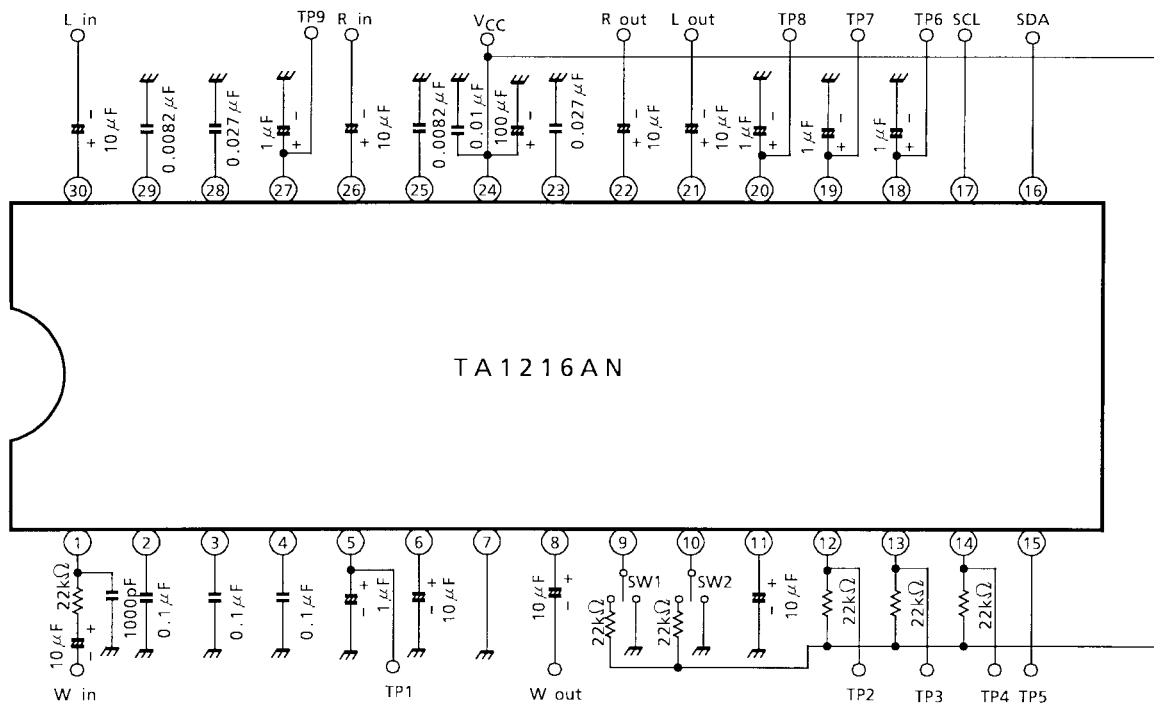 L in TP9 R in VCC R out L out TP8 TP7 TP6 SCL SDA
10μF 0.0082μF 0.027μF 1μF 10μF 0.0082μF 0.01μF 100μF 0.027μF 10μF 10μF 1μF 1μF 1μF
- - - - - - - - -
+ + + + + + + + +
30 29 28 27 26 25 24 23 22 21 20 19 18 17 16
TA1216AN
1 2 3 4 5 6 7 8 9 10 11 12 13 14 15
22kΩ 1000pF 0.1μF 0.1μF 0.1μF 1μF 10μF 10μF SW1 SW2 10μF 22kΩ 22kΩ 22kΩ
+ + + + +
- - - - -
10μF 22kΩ 22kΩ
W in TP1 W out TP2 TP3 TP4 TP5